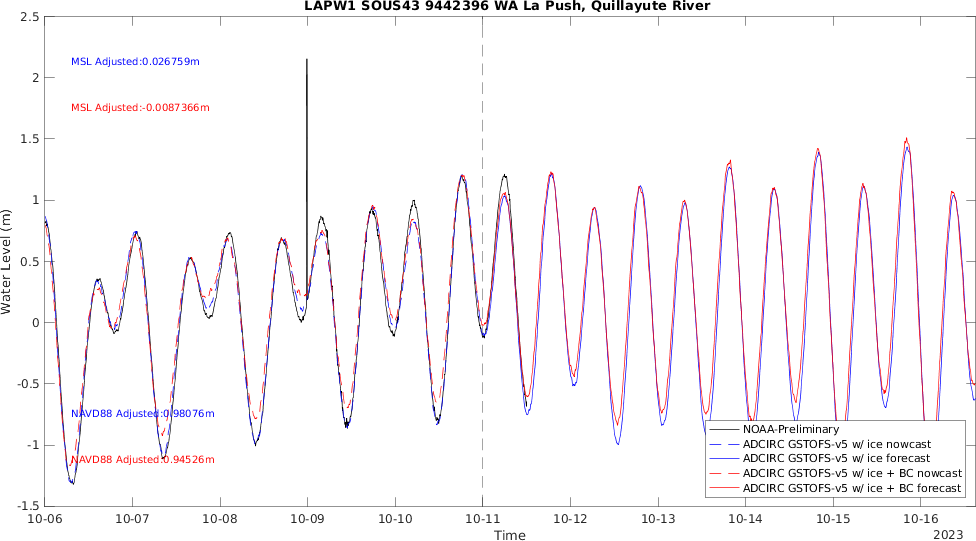 LAPW1 SOUS43 9442396 WA La Push, Quillayute River
2.5
2
1.5
1
0.5
0
-0.5
-1
-1.5
Water Level (m)
MSL Adjusted:0.026759m
MSL Adjusted:-0.0087366m
NAVD88 Adjusted:0.98076m
NAVD88 Adjusted:0.94526m
NOAA-Preliminary
ADCIRC GSTOFS-v5 w/ ice nowcast
ADCIRC GSTOFS-v5 w/ ice forecast
ADCIRC GSTOFS-v5 w/ ice + BC nowcast
ADCIRC GSTOFS-v5 w/ ice + BC forecast
10-06 10-07 10-08 10-09 10-10 10-11 10-12 10-13 10-14 10-15 10-16
Time
2023